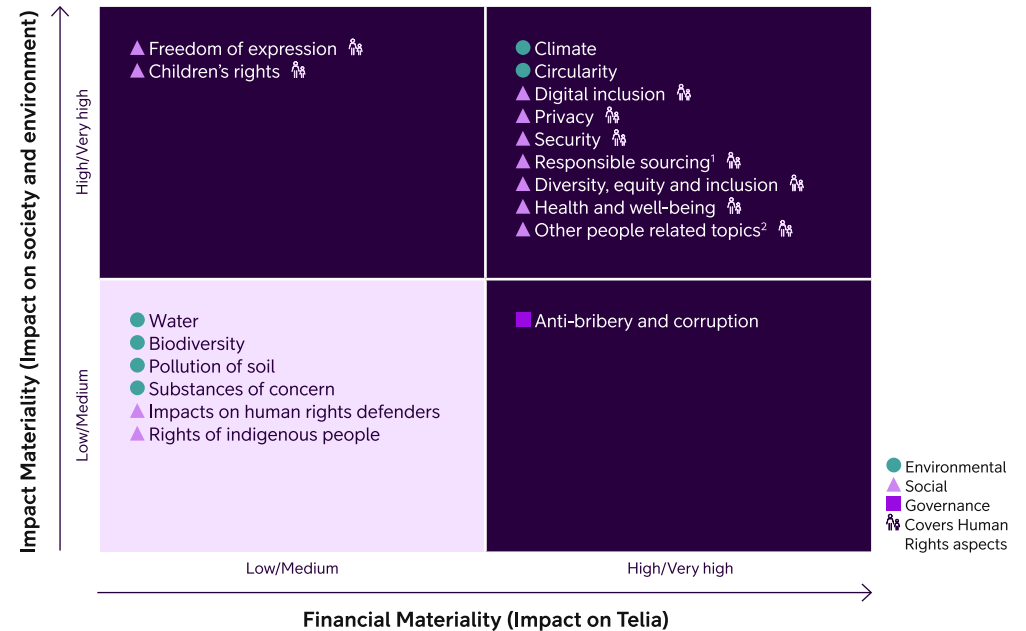 Impact Materiality (Impact on society and environment)
High/Very high
Low/Medium
Freedom of expression
Children’s rights
Climate
Circularity
Digital inclusion
Privacy
Security
Responsible sourcing¹
Diversity, equity and inclusion
Health and well-being
Other people related topics²
Water
Biodiversity
Pollution of soil
Substances of concern
Impacts on human rights defenders
Rights of indigenous people
Anti-bribery and corruption
Environmental
Social
Governance
Covers Human
Rights aspects
Low/Medium
High/Very high
Financial Materiality (Impact on Telia)